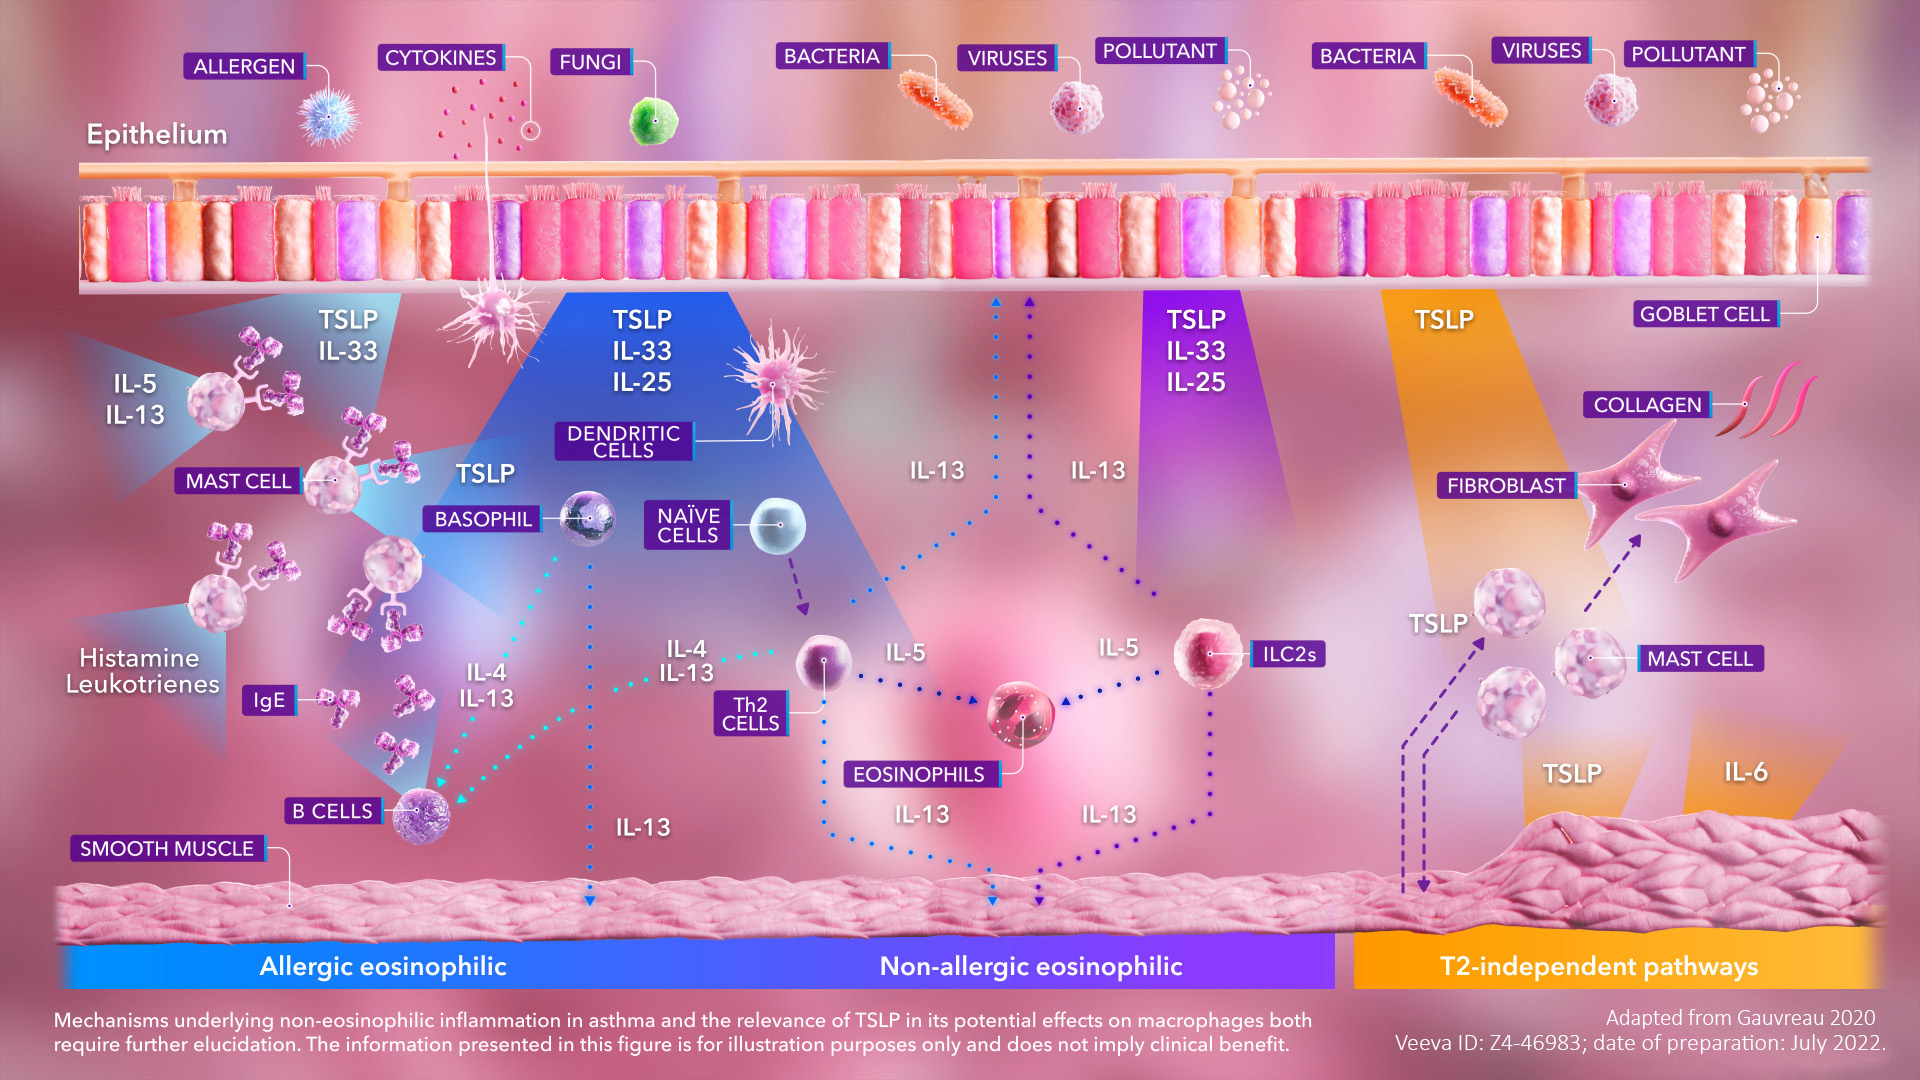 ALLERGEN
CYTOKINES
FUNGI
BACTERIA
VIRUSES
POLLUTANT
BACTERIA
VIRUSES
POLLUTANT
Epithelium
TSLP
IL-33
TSLP
IL-33
IL-25
TSLP
IL-33
IL-25
TSLP
GOBLET CELL
IL-5
IL-13
COLLAGEN
DENDRITIC
CELLS
MAST CELL
TSLP
IL-13
IL-13
FIBROBLAST
BASOPHIL
NAÏVE
CELLS
TSLP
Histamine
Leukotrienes
IL-4
IL-13
IL-4
IL-13
IL-5
IL-5
ILC2s
MAST CELL
IgE
Th2
CELLS
EOSINOPHILS
TSLP
IL-6
B CELLS
IL-13
IL-13
IL-13
SMOOTH MUSCLE
Allergic eosinophilic
Non-allergic eosinophilic
T2-independent pathways
Mechanisms underlying non-eosinophilic inflammation in asthma and the relevance of TSLP in its potential effects on macrophages both
require further elucidation. The information presented in this figure is for illustration purposes only and does not imply clinical benefit.
Adapted from Gauvreau 2020
Veeva ID: Z4-46983; date of preparation: July 2022.